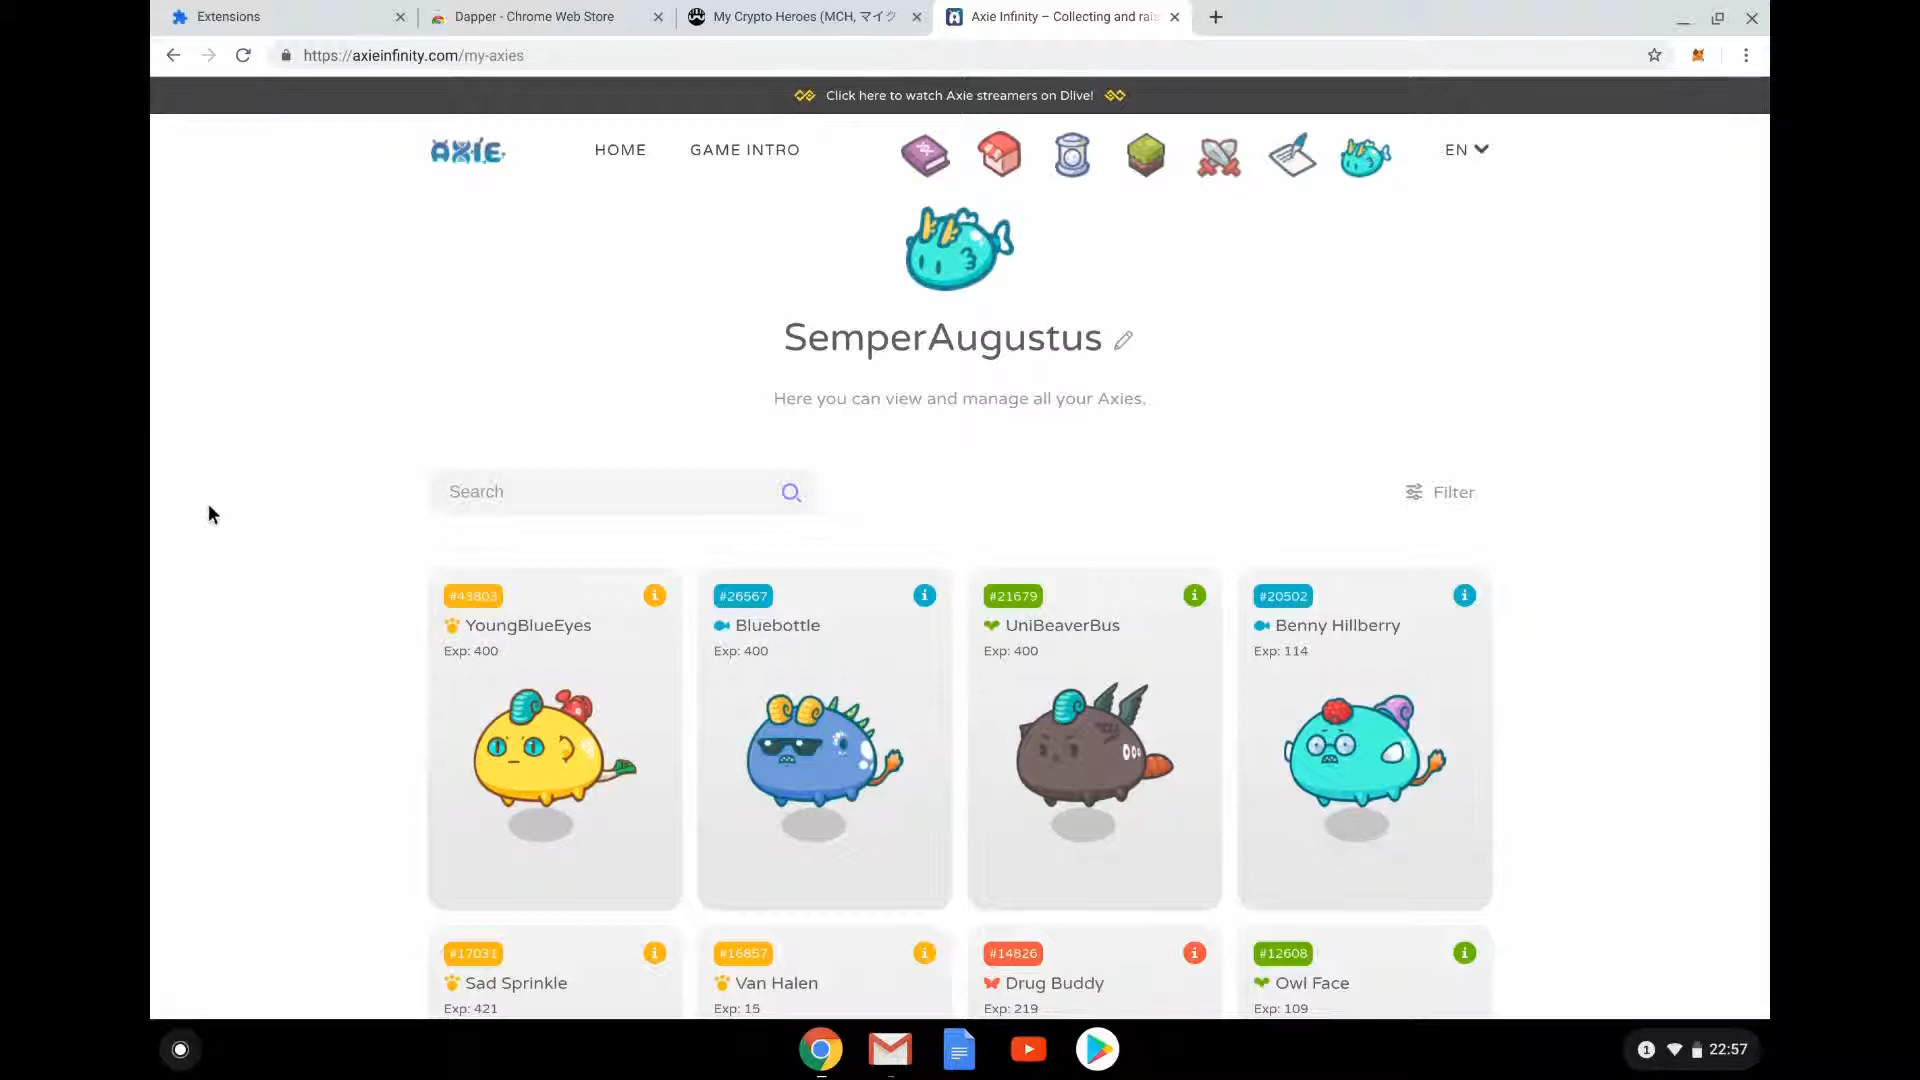 Extensions
Dapper - Chrome Web Store
My Crypto Heroes (MCH, マイク
Axie Infinity – Collecting and rais
https://axieinfinity.com/my-axies
Click here to watch Axie streamers on Dlive!
AXIE
HOME
GAME INTRO
EN
SemperAugustus
Here you can view and manage all your Axies.
Search
Filter
#43803
YoungBlueEyes
Exp: 400
#26567
Bluebottle
Exp: 400
#21679
UniBeaverBus
Exp: 400
#20502
Benny Hillberry
Exp: 114
#17031
Sad Sprinkle
Exp: 421
#16857
Van Halen
Exp: 15
#14826
Drug Buddy
Exp: 219
#12608
Owl Face
Exp: 109
1
22:57